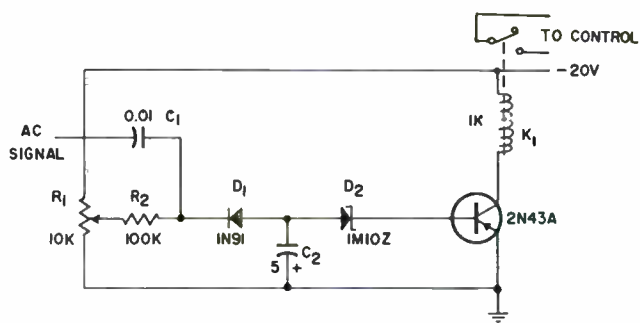 TO CONTROL
-20V
0.01 C1
AC
SIGNAL
1K K1
R1 R2 D1 D2
2N43A
10K 100K 1N91 1M10Z
5 + C2